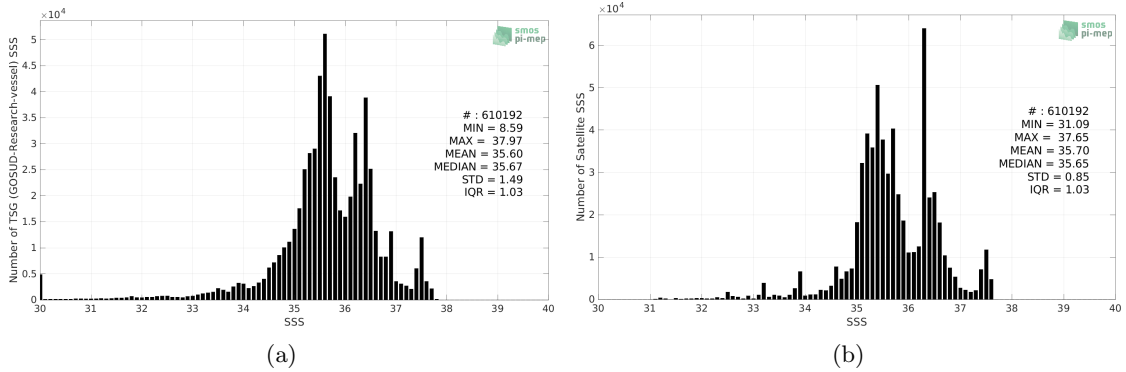 ×10⁴
5
4.5
4
3.5
3
2.5
2
1.5
1
0.5
0
Number of TSG (GOSUD-Research-vessel) SSS
smos
pi-mep
# : 610192
MIN = 8.59
MAX = 37.97
MEAN = 35.60
MEDIAN = 35.67
STD = 1.49
IQR = 1.03
30 31 32 33 34 35 36 37 38 39 40
SSS
(a)
×10⁴
6
5
4
3
2
1
0
Number of Satellite SSS
smos
pi-mep
# : 610192
MIN = 31.09
MAX = 37.65
MEAN = 35.70
MEDIAN = 35.65
STD = 0.85
IQR = 1.03
30 31 32 33 34 35 36 37 38 39 40
SSS
(b)